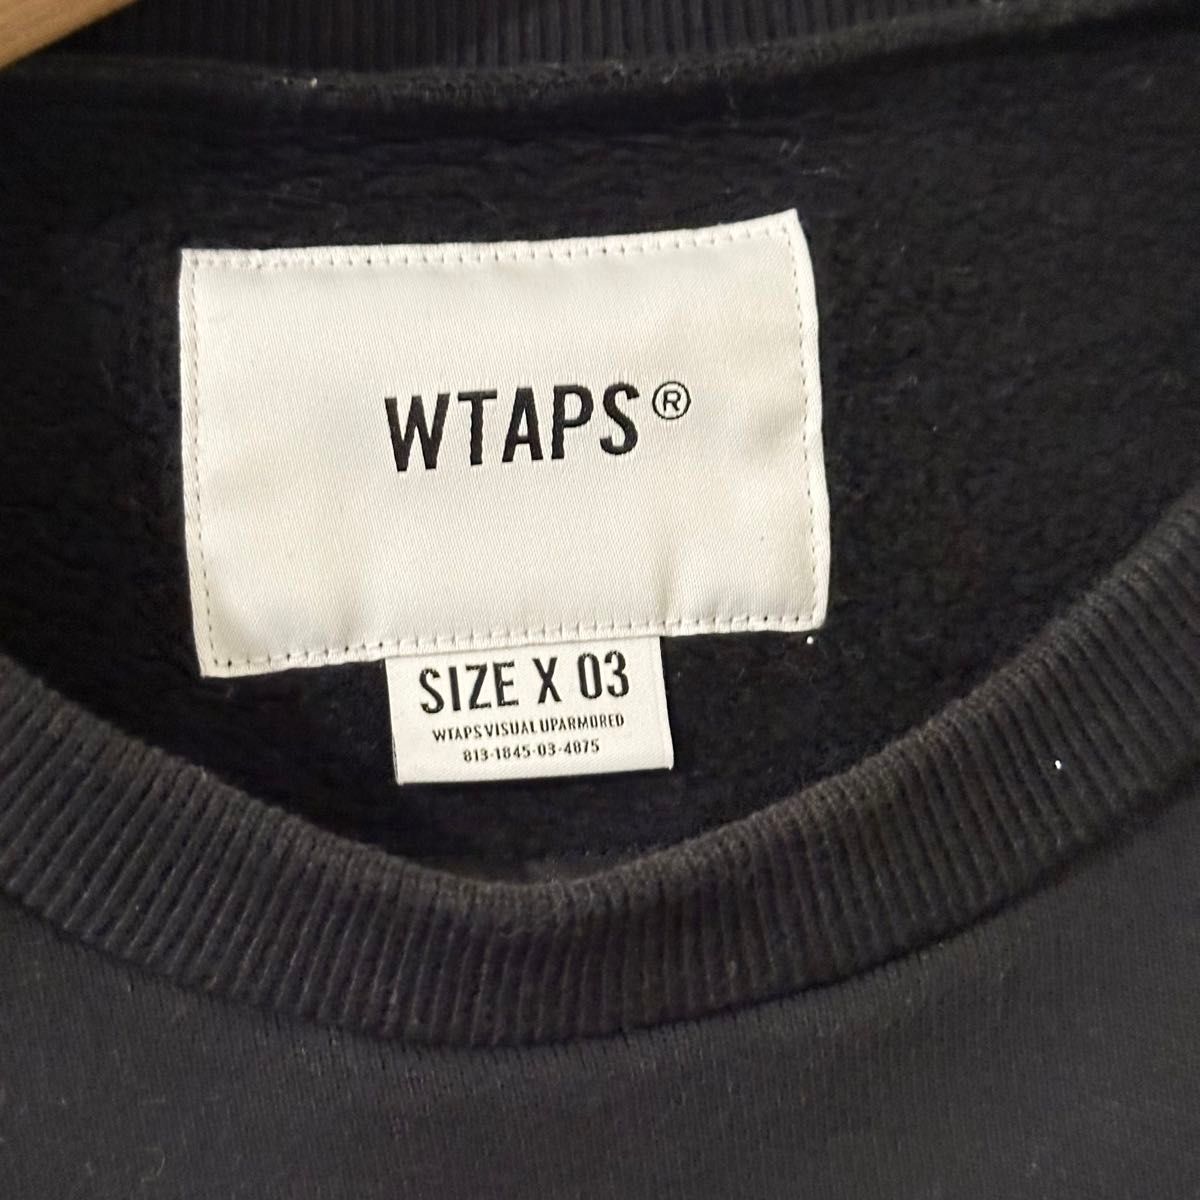 WTAPS®
SIZE X 03
WTAPS VISUAL UPARMORED
813-1845-03-4875